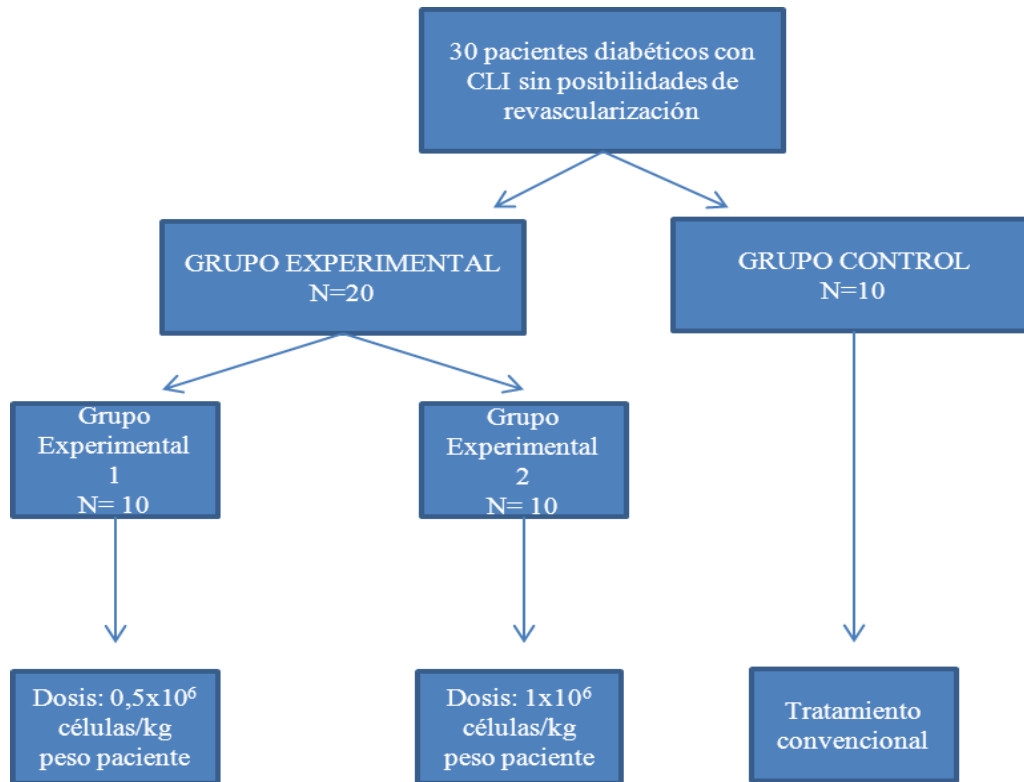 30 pacientes diabéticos con
CLI sin posibilidades de
revascularización
GRUPO EXPERIMENTAL
N=20
GRUPO CONTROL
N=10
Grupo
Experimental
1
N= 10
Grupo
Experimental
2
N= 10
Dosis: 0,5x10⁶
células/kg
peso paciente
Dosis: 1x10⁶
células/kg
peso paciente
Tratamiento
convencional